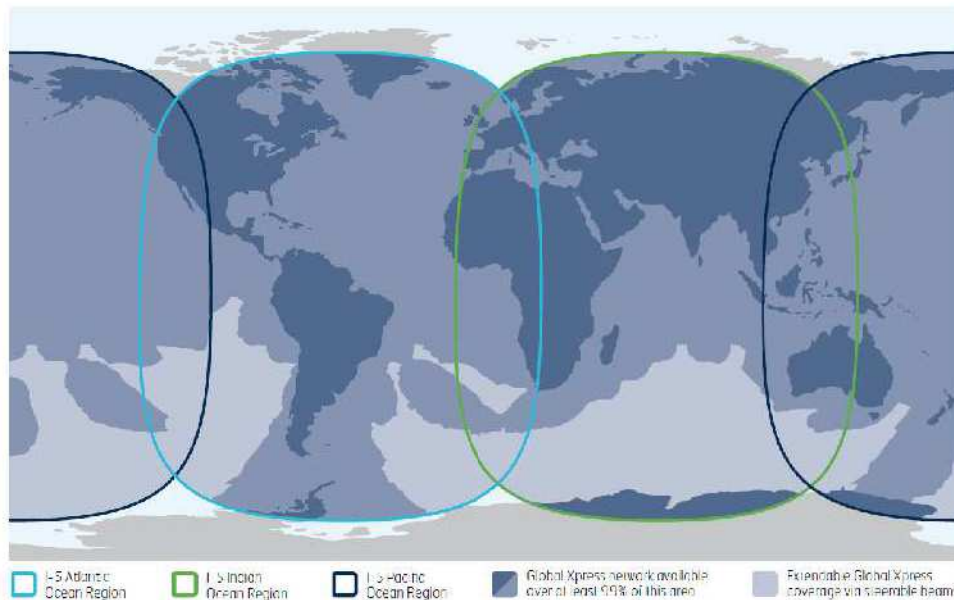 I-5 Atlantic
Ocean Region
I-5 Indian
Ocean Region
I-5 Pacific
Ocean Region
Global Xpress network available
over at least 99% of this area
Extendable Global Xpress
coverage via steerable beams